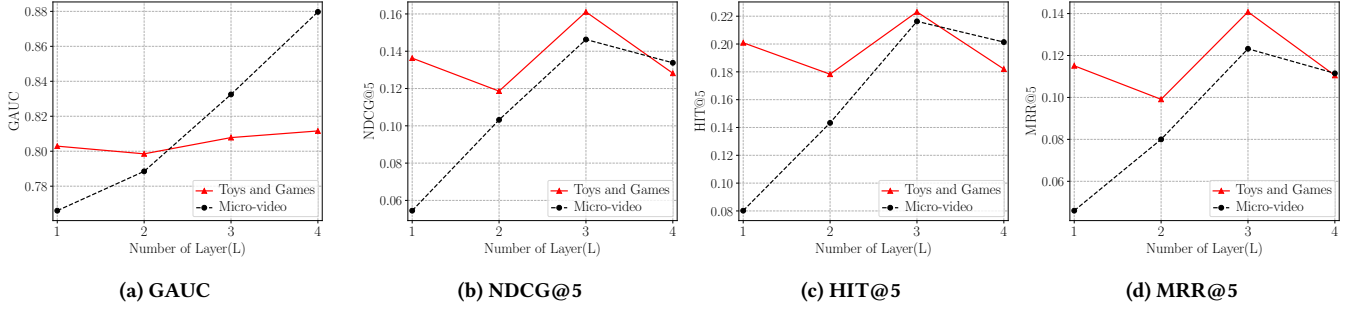 0.88
0.86
0.84
0.82
0.80
0.78
GAUC
Toys and Games
Micro-video
1 2 3 4
Number of Layer(L)
(a) GAUC
0.16
0.14
0.12
0.10
0.08
0.06
NDCG@5
Toys and Games
Micro-video
1 2 3 4
Number of Layer(L)
(b) NDCG@5
0.22
0.20
0.18
0.16
0.14
0.12
0.10
0.08
HIT@5
Toys and Games
Micro-video
1 2 3 4
Number of Layer(L)
(c) HIT@5
0.14
0.12
0.10
0.08
0.06
MRR@5
Toys and Games
Micro-video
1 2 3 4
Number of Layer(L)
(d) MRR@5